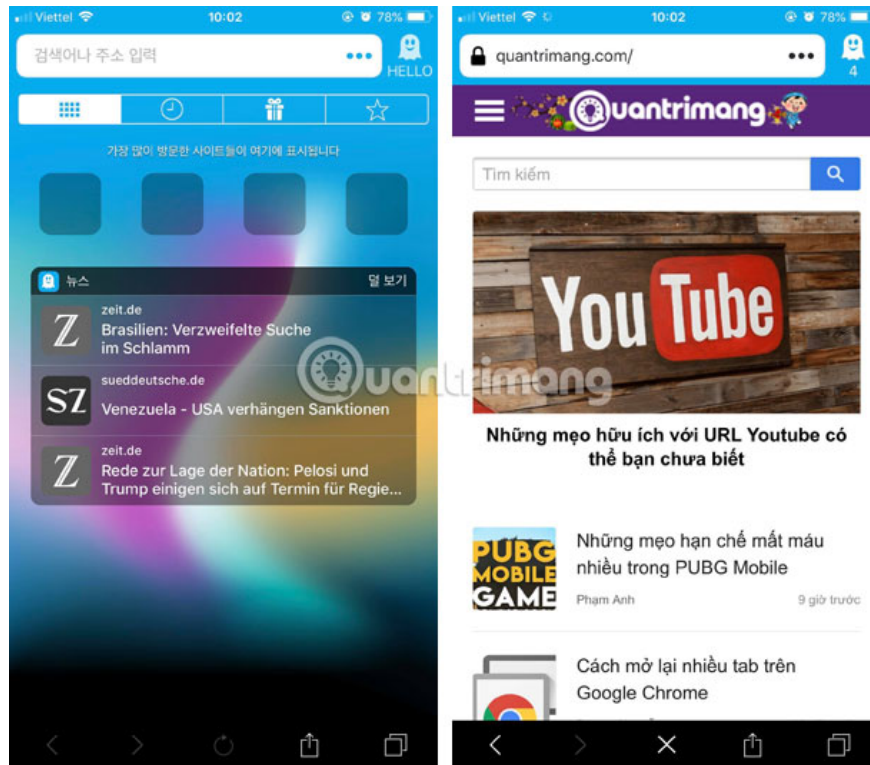 Viettel 10:02 78%
검색어나 주소 입력
HELLO
가장 많이 방문한 사이트들이 여기에 표시됩니다
뉴스 덜 보기
zeit.de
Brasilien: Verzweifelte Suche
im Schlamm
sueddeutsche.de
SZ Venezuela - USA verhängen Sanktionen
zeit.de
Z Rede zur Lage der Nation: Pelosi und
Trump einigen sich auf Termin für Regie...
Quantrimang
Viettel 10:02 78%
quantrimang.com/
4
Quantrimang
Tìm kiếm
YouTube
Những mẹo hữu ích với URL Youtube có
thể bạn chưa biết
PUBG
MOBILE
GAME
Những mẹo hạn chế mất máu
nhiều trong PUBG Mobile
Phạm Anh 9 giờ trước
Cách mở lại nhiều tab trên
Google Chrome